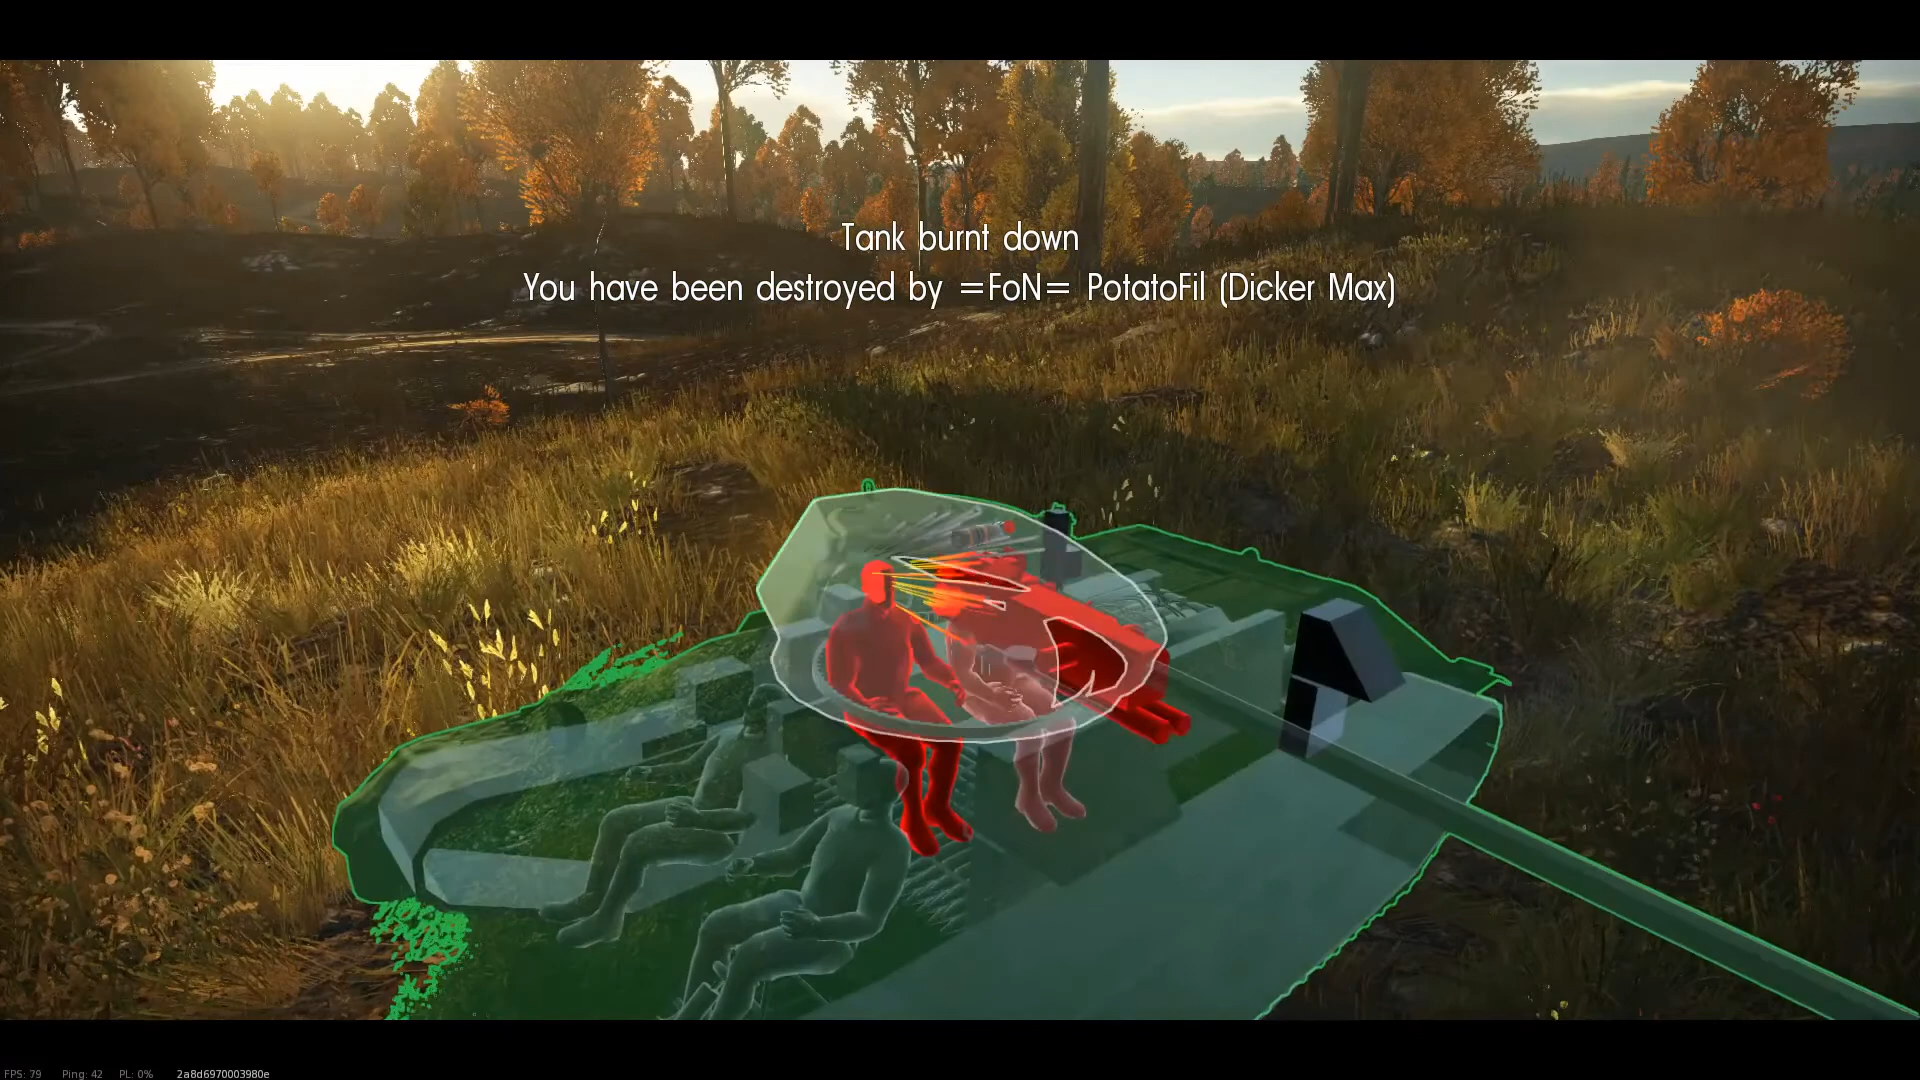 Tank burnt down
You have been destroyed by =FoN= PotatoFil (Dicker Max)
FPS: 79 Ping: 42 PL: 0% 2a8d6970003980e